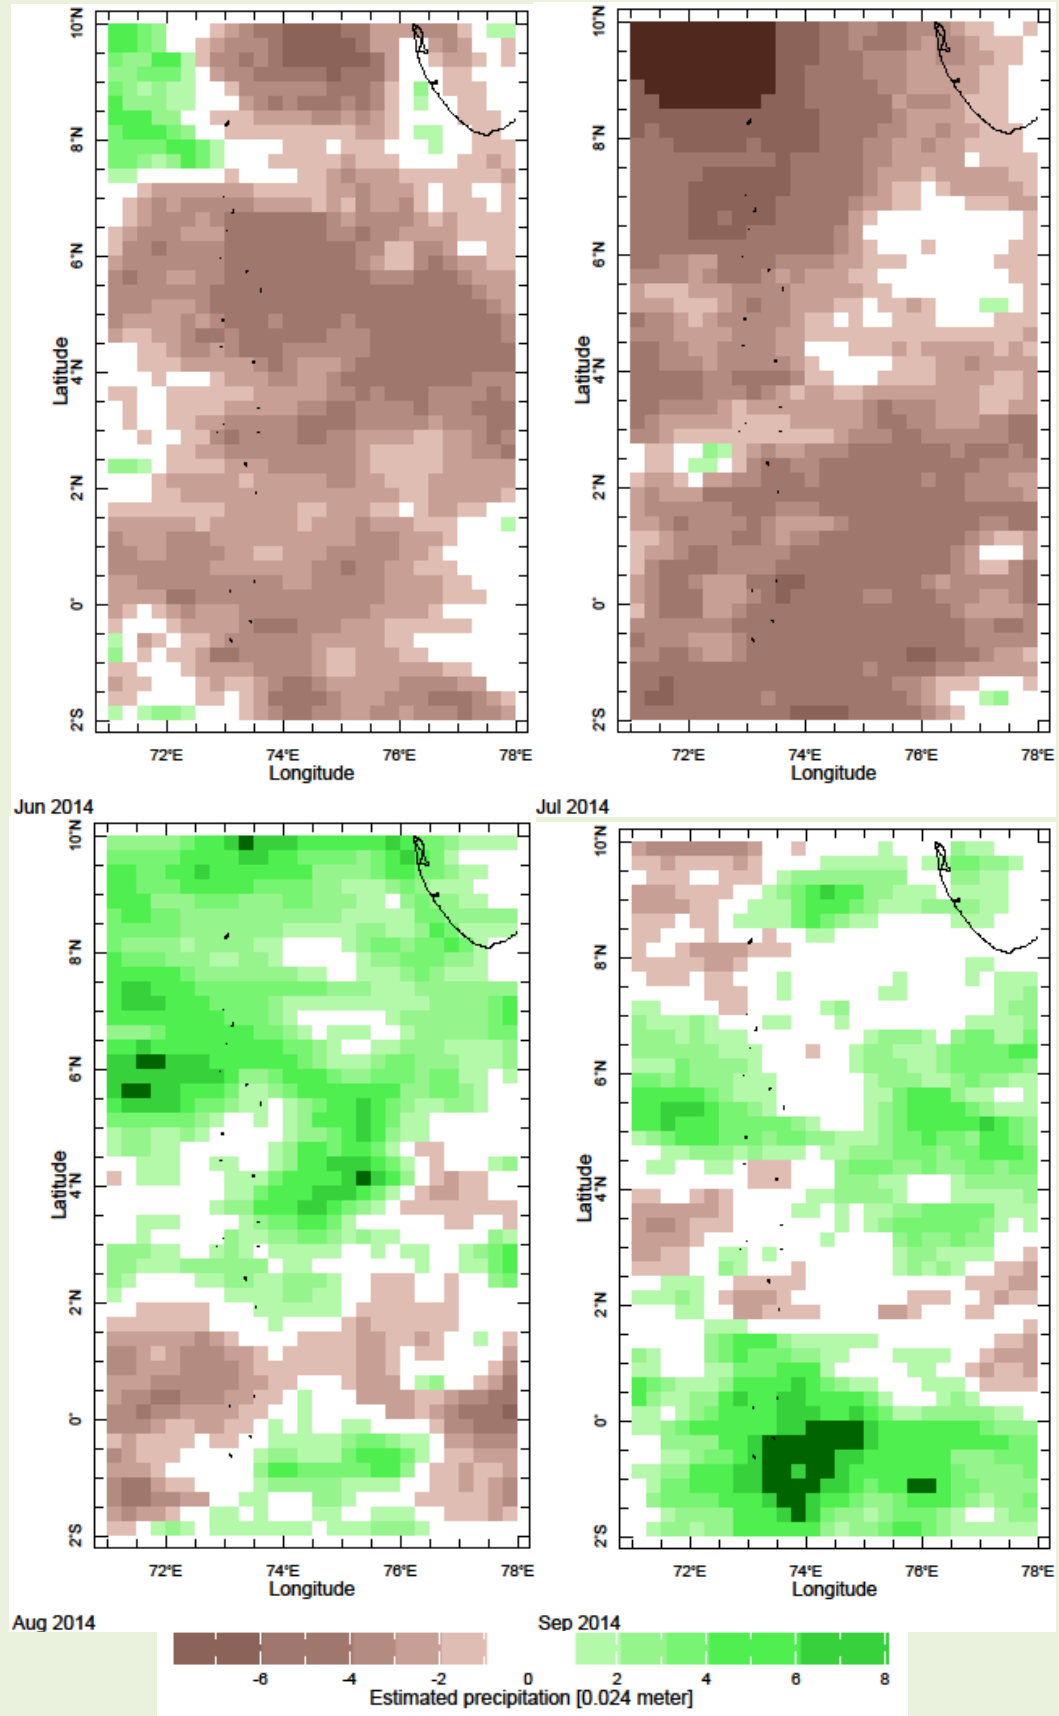 10°N
8°N
6°N
4°N
2°N
0°
2°S
Latitude
72°E 74°E 76°E 78°E
Longitude
Jun 2014
10°N
8°N
6°N
4°N
2°N
0°
2°S
Latitude
72°E 74°E 76°E 78°E
Longitude
Jul 2014
10°N
8°N
6°N
4°N
2°N
0°
2°S
Latitude
72°E 74°E 76°E 78°E
Longitude
Aug 2014
10°N
8°N
6°N
4°N
2°N
0°
2°S
Latitude
72°E 74°E 76°E 78°E
Longitude
Sep 2014
-6 -4 -2 0 2 4 6 8
Estimated precipitation [0.024 meter]